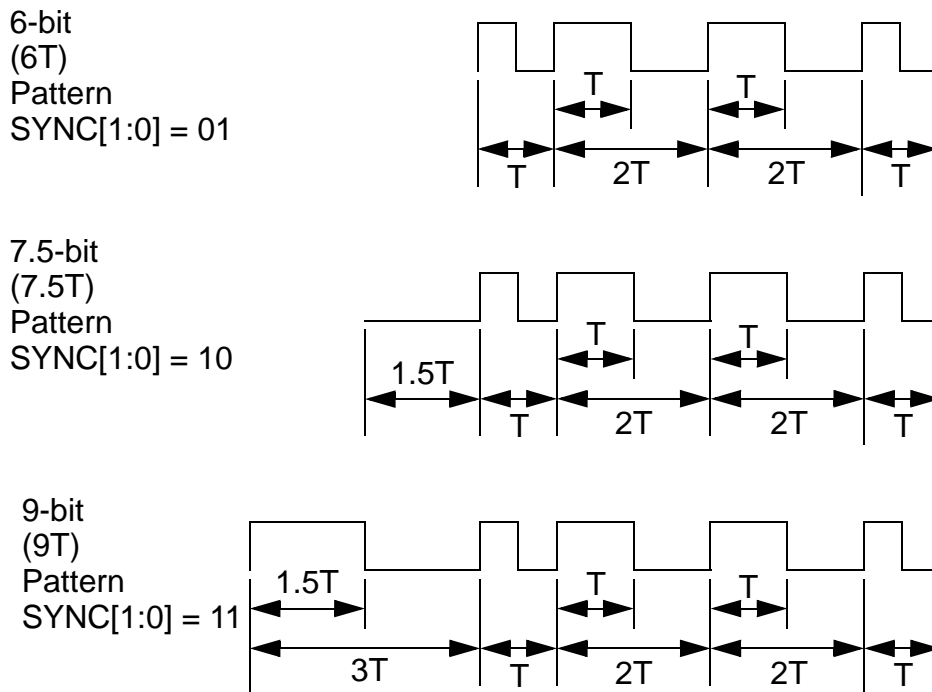 6-bit
(6T)
Pattern
SYNC[1:0] = 01
T T
T 2T 2T T
7.5-bit
(7.5T)
Pattern
SYNC[1:0] = 10
T T
1.5T
T 2T 2T T
9-bit
(9T)
Pattern
SYNC[1:0] = 11
1.5T T T
3T T 2T 2T T